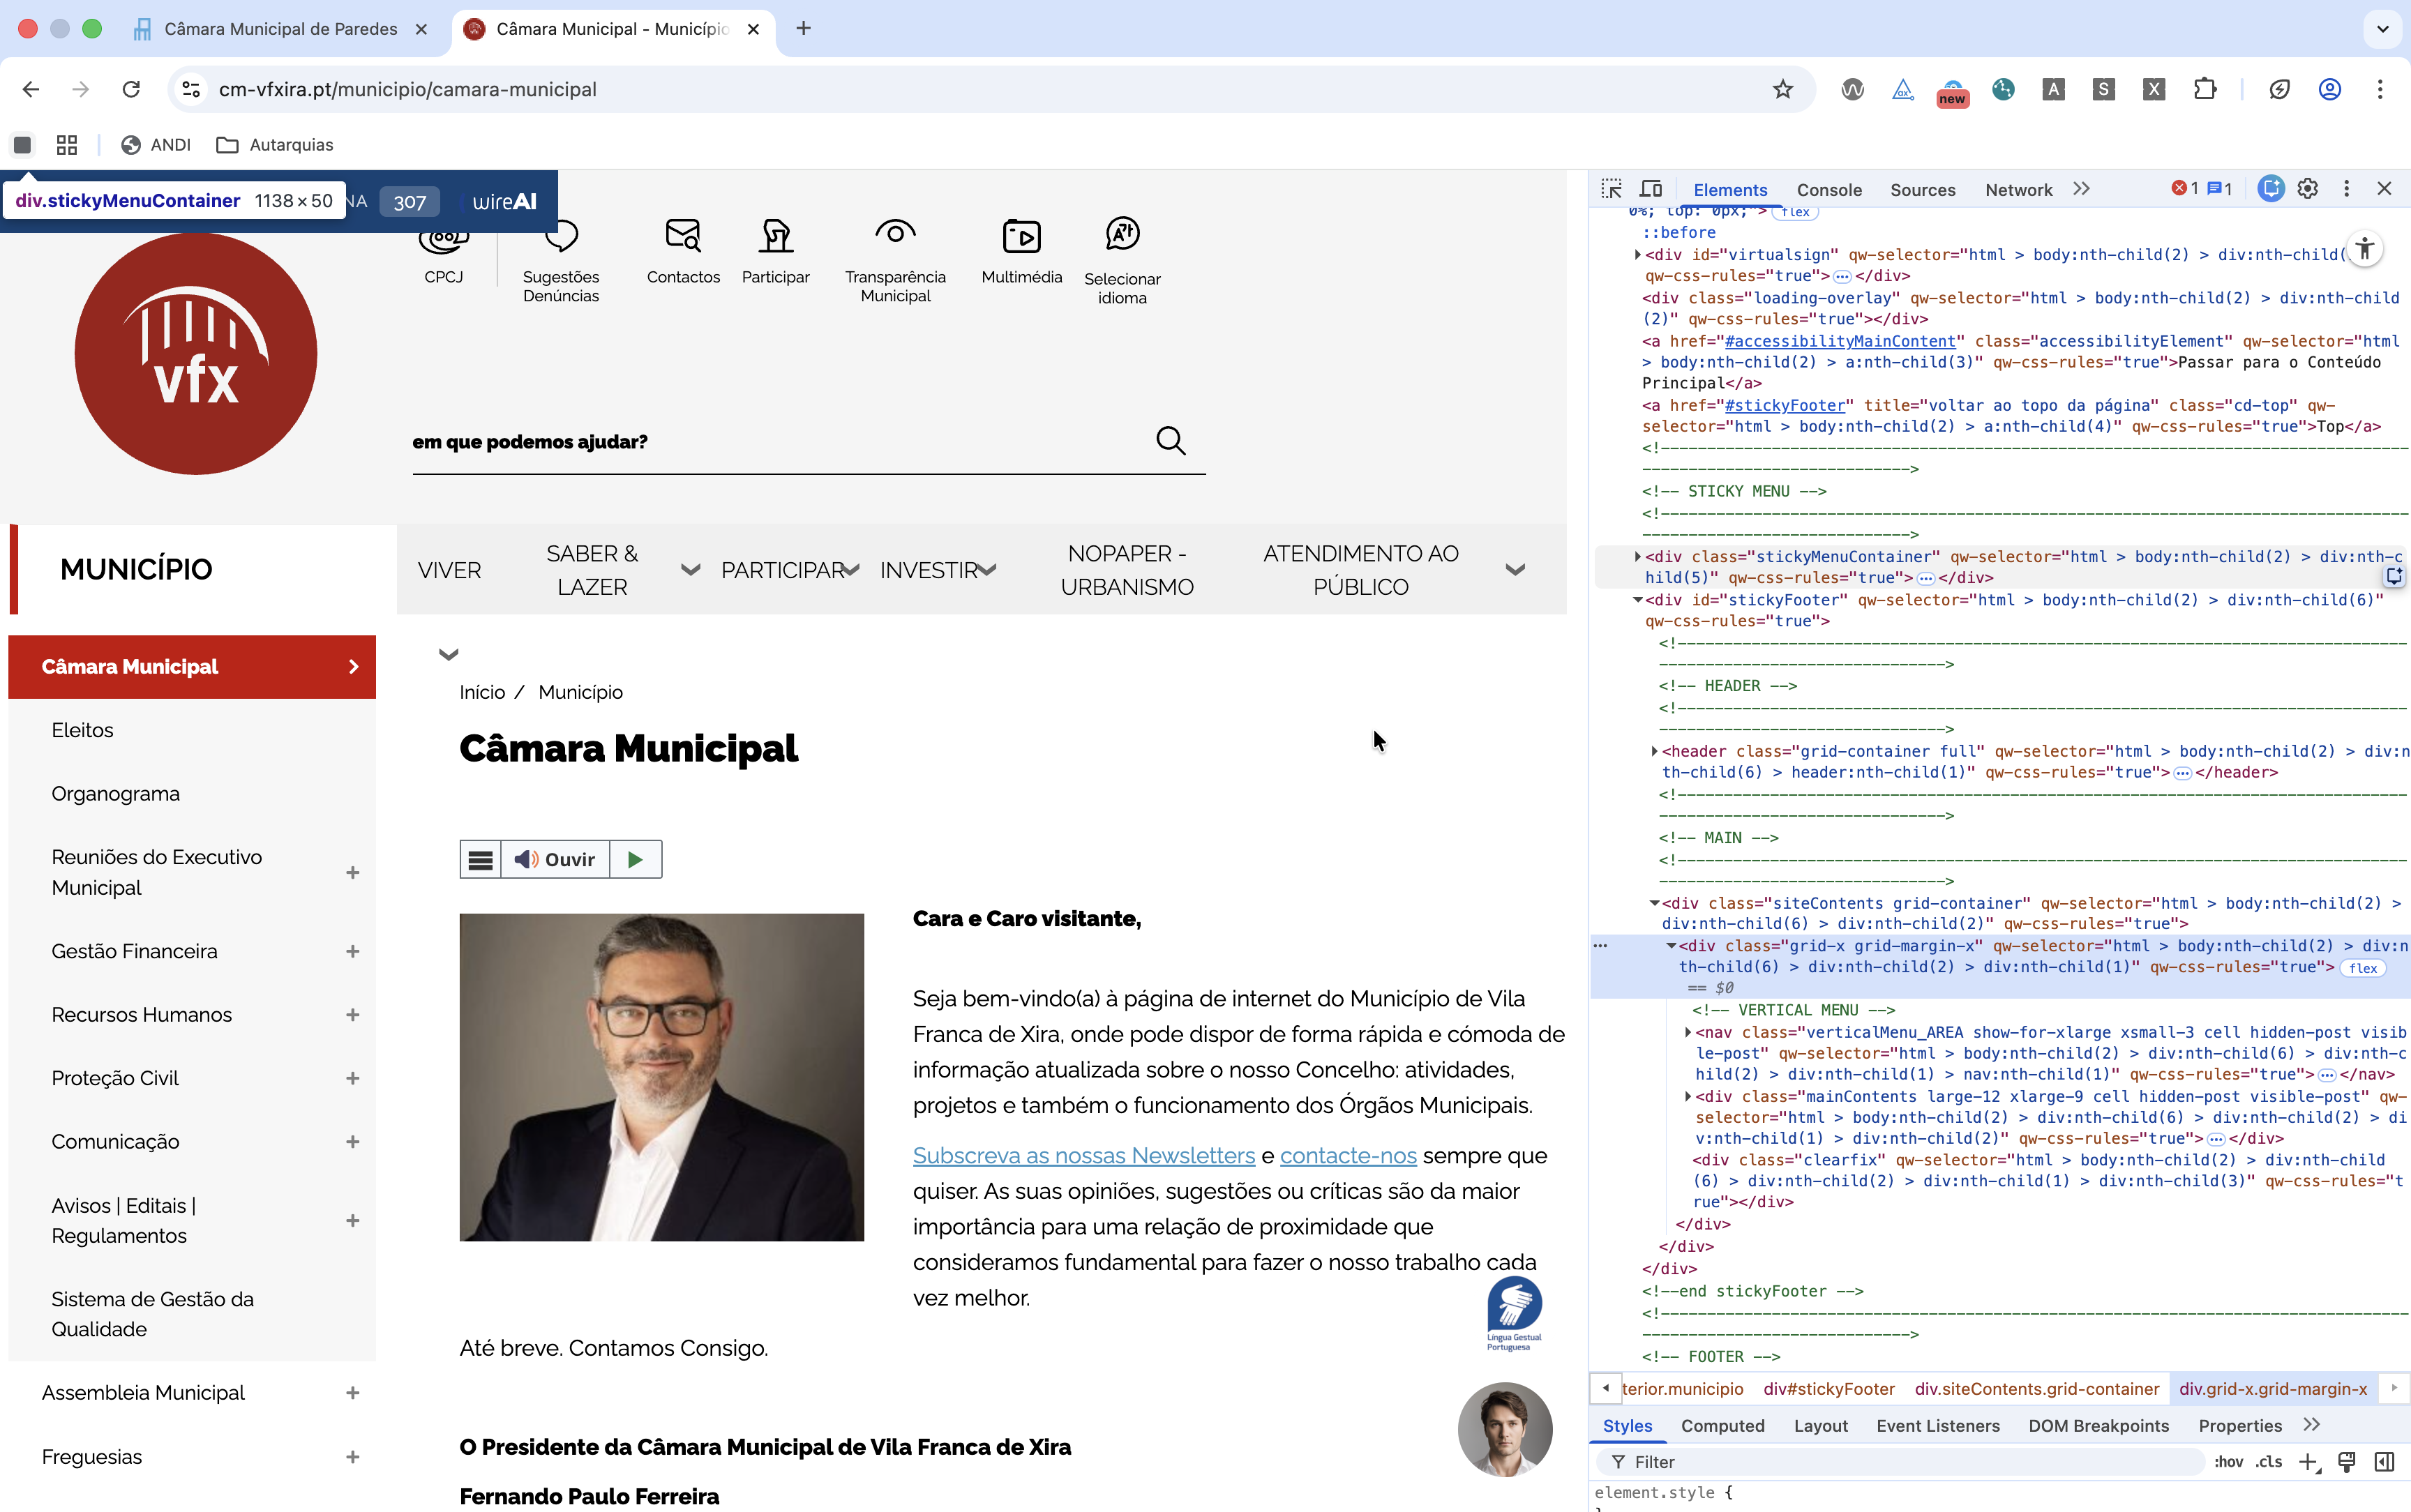 Câmara Municipal de Paredes
Câmara Municipal - Município
cm-vfxira.pt/municipio/camara-municipal
new
A
S
X
ANDI
Autarquias
div.stickyMenuContainer 1138 × 50
NA
307
wireAI
vfx
CPCJ
Sugestões
Denúncias
Contactos
Participar
Transparência
Municipal
Multimédia
Selecionar
idioma
em que podemos ajudar?
MUNICÍPIO
VIVER
SABER &
LAZER
PARTICIPAR
INVESTIR
NOPAPER -
URBANISMO
ATENDIMENTO AO
PÚBLICO
Câmara Municipal
Eleitos
Organograma
Reuniões do Executivo
Municipal
Gestão Financeira
Recursos Humanos
Proteção Civil
Comunicação
Avisos | Editais |
Regulamentos
Sistema de Gestão da
Qualidade
Assembleia Municipal
Freguesias
Início / Município
Câmara Municipal
Ouvir
Cara e Caro visitante,
Seja bem-vindo(a) à página de internet do Município de Vila
Franca de Xira, onde pode dispor de forma rápida e cómoda de
informação atualizada sobre o nosso Concelho: atividades,
projetos e também o funcionamento dos Órgãos Municipais.
Subscreva as nossas Newsletters e contacte-nos sempre que
quiser. As suas opiniões, sugestões ou críticas são da maior
importância para uma relação de proximidade que
consideramos fundamental para fazer o nosso trabalho cada
vez melhor.
Língua Gestual
Portuguesa
Até breve. Contamos Consigo.
O Presidente da Câmara Municipal de Vila Franca de Xira
Fernando Paulo Ferreira
Elements Console Sources Network
1 1
0%; top: 0px;"> flex
::before
<div id="virtualsign" qw-selector="html > body:nth-child(2) > div:nth-child(
qw-css-rules="true"> ⋯ </div>
<div class="loading-overlay" qw-selector="html > body:nth-child(2) > div:nth-child
(2)" qw-css-rules="true"></div>
<a href="#accessibilityMainContent" class="accessibilityElement" qw-selector="html
> body:nth-child(2) > a:nth-child(3)" qw-css-rules="true">Passar para o Conteúdo
Principal</a>
<a href="#stickyFooter" title="voltar ao topo da página" class="cd-top" qw-
selector="html > body:nth-child(2) > a:nth-child(4)" qw-css-rules="true">Top</a>
<!-- STICKY MENU -->
<div class="stickyMenuContainer" qw-selector="html > body:nth-child(2) > div:nth-c
hild(5)" qw-css-rules="true"> ⋯ </div>
<div id="stickyFooter" qw-selector="html > body:nth-child(2) > div:nth-child(6)"
qw-css-rules="true">
<!-- HEADER -->
<header class="grid-container full" qw-selector="html > body:nth-child(2) > div:n
th-child(6) > header:nth-child(1)" qw-css-rules="true"> ⋯ </header>
<!-- MAIN -->
<div class="siteContents grid-container" qw-selector="html > body:nth-child(2) >
div:nth-child(6) > div:nth-child(2)" qw-css-rules="true">
<div class="grid-x grid-margin-x" qw-selector="html > body:nth-child(2) > div:n
th-child(6) > div:nth-child(2) > div:nth-child(1)" qw-css-rules="true"> flex
== $0
<!-- VERTICAL MENU -->
<nav class="verticalMenu_AREA show-for-xlarge xsmall-3 cell hidden-post visib
le-post" qw-selector="html > body:nth-child(2) > div:nth-child(6) > div:nth-c
hild(2) > div:nth-child(1) > nav:nth-child(1)" qw-css-rules="true"> ⋯ </nav>
<div class="mainContents large-12 xlarge-9 cell hidden-post visible-post" qw-
selector="html > body:nth-child(2) > div:nth-child(6) > div:nth-child(2) > di
v:nth-child(1) > div:nth-child(2)" qw-css-rules="true"> ⋯ </div>
<div class="clearfix" qw-selector="html > body:nth-child(2) > div:nth-child
(6) > div:nth-child(2) > div:nth-child(1) > div:nth-child(3)" qw-css-rules="t
rue"></div>
</div>
</div>
</div>
<!--end stickyFooter -->
<!-- FOOTER -->
terior.municipio div#stickyFooter div.siteContents.grid-container div.grid-x.grid-margin-x
Styles Computed Layout Event Listeners DOM Breakpoints Properties
Filter
:hov .cls
element.style {